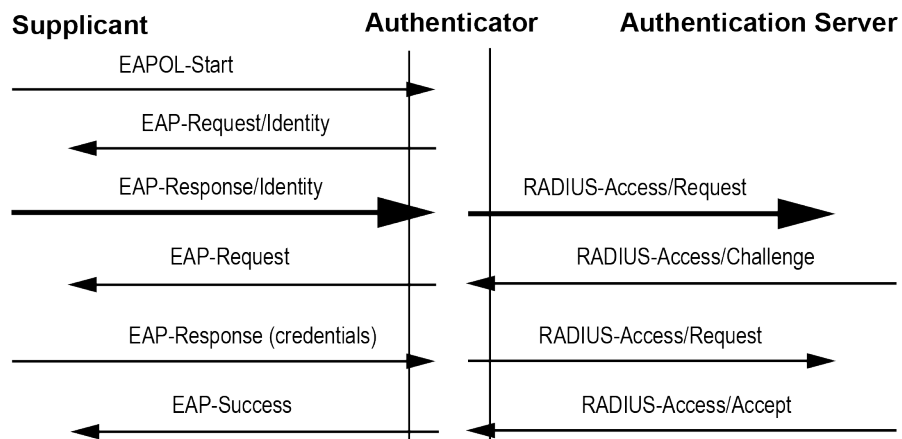 Supplicant Authenticator Authentication Server
EAPOL-Start
EAP-Request/Identity
EAP-Response/Identity RADIUS-Access/Request
EAP-Request RADIUS-Access/Challenge
EAP-Response (credentials) RADIUS-Access/Request
EAP-Success RADIUS-Access/Accept